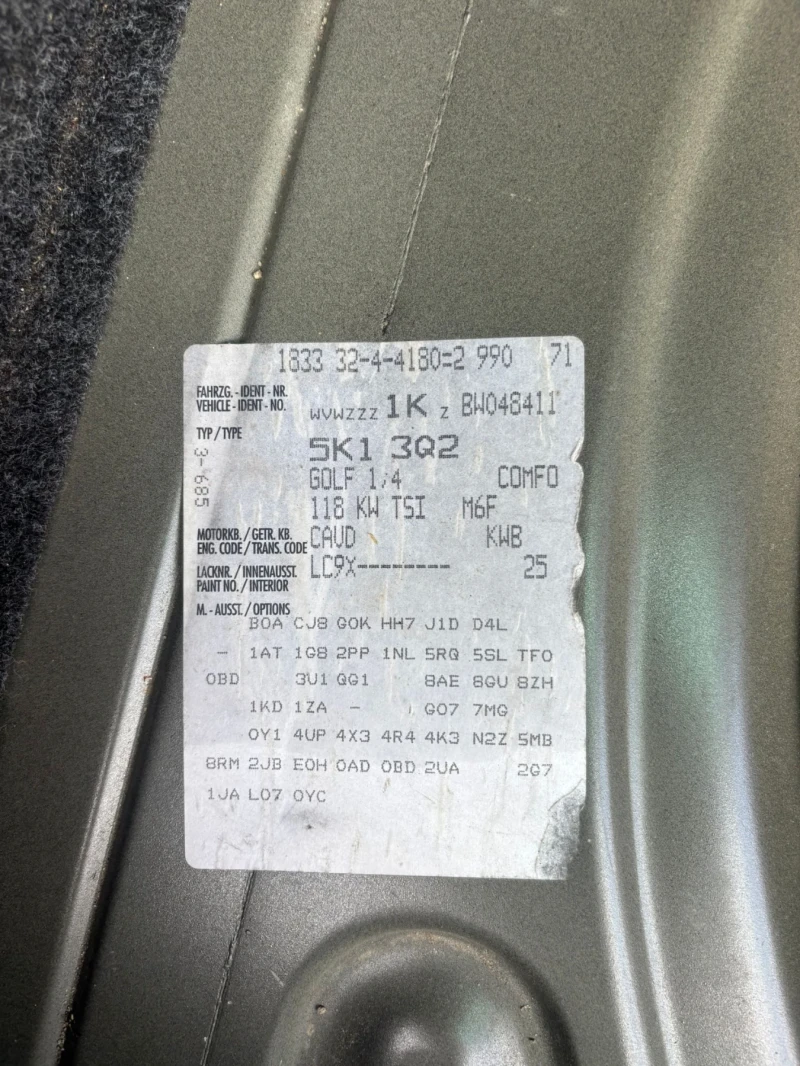 1833 32-4-4180=2 990 71
FAHRZG. - IDENT - NR.
VEHICLE - IDENT - NO.
WVWZZZ 1K Z BW048411
TYP / TYPE
5K1 3Q2
3-685
GOLF 1,4 COMFO
118 KW TSI M6F
MOTORKB. / GETR. KB.
ENG. CODE / TRANS. CODE
CAVD KWB
LACKNR. / INNENAUSST.
PAINT NO. / INTERIOR
LC9X-------- 25
M. - AUSST. / OPTIONS
B0A CJ8 G0K HH7 J1D D4L
- 1AT 1G8 2PP 1NL 5RQ 5SL TF0
0BD 3U1 QG1 8AE 8GU 8ZH
1KD 1ZA - G07 7MG
0Y1 4UP 4X3 4R4 4K3 N2Z 5MB
8RM 2JB E0H 0AD 0BD 2UA 2G7
1JA L07 0YC